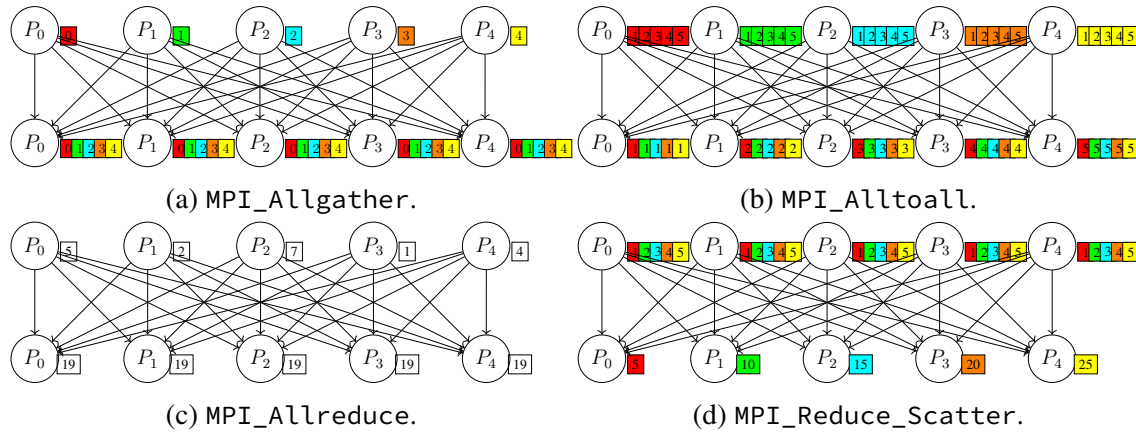 P0 0 P1 1 P2 2 P3 3 P4 4
P0 0 1 2 3 4 P1 0 1 2 3 4 P2 0 1 2 3 4 P3 0 1 2 3 4 P4 0 1 2 3 4
(a) MPI_Allgather.
P0 1 2 3 4 5 P1 1 2 3 4 5 P2 1 2 3 4 5 P3 1 2 3 4 5 P4 1 2 3 4 5
P0 1 1 1 1 1 P1 2 2 2 2 2 P2 3 3 3 3 3 P3 4 4 4 4 4 P4 5 5 5 5 5
(b) MPI_Alltoall.
P0 5 P1 2 P2 7 P3 1 P4 4
P0 19 P1 19 P2 19 P3 19 P4 19
(c) MPI_Allreduce.
P0 1 2 3 4 5 P1 1 2 3 4 5 P2 1 2 3 4 5 P3 1 2 3 4 5 P4 1 2 3 4 5
P0 5 P1 10 P2 15 P3 20 P4 25
(d) MPI_Reduce_Scatter.